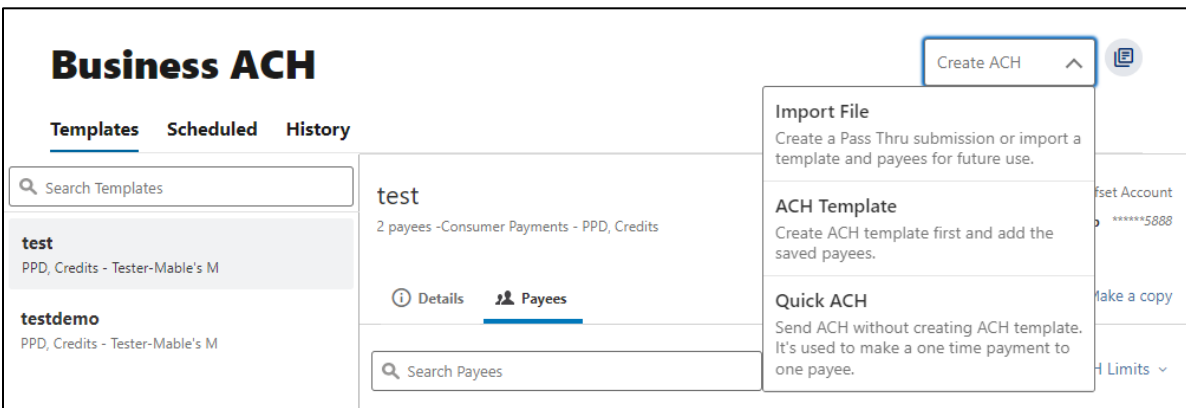 Business ACH
Create ACH
Templates Scheduled History
Import File
Create a Pass Thru submission or import a
template and payees for future use.
ACH Template
Create ACH template first and add the
saved payees.
Quick ACH
Send ACH without creating ACH template.
It's used to make a one time payment to
one payee.
Search Templates
test
PPD, Credits - Tester-Mable's M
testdemo
PPD, Credits - Tester-Mable's M
test
2 payees -Consumer Payments - PPD, Credits
fset Account
******5888
Details Payees
Make a copy
Search Payees
H Limits